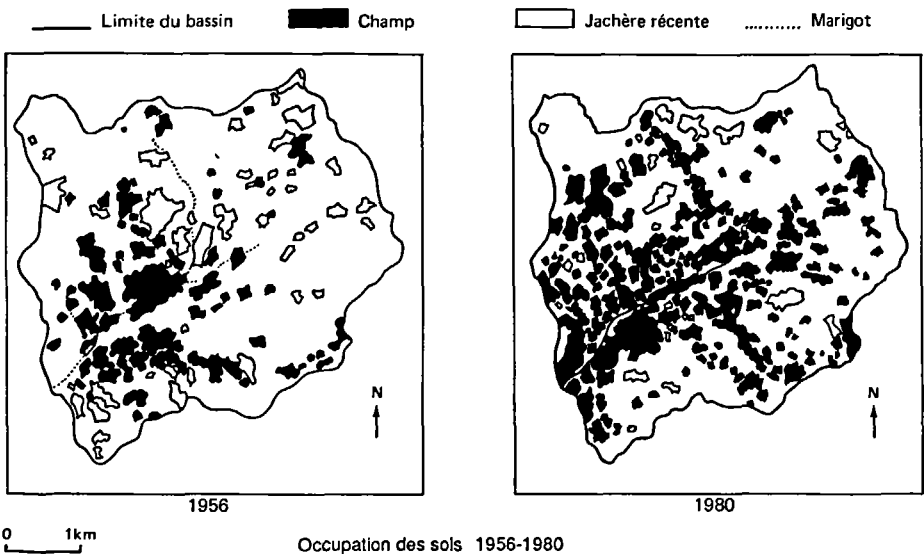 Limite du bassin Champ Jachère récente Marigot
N N
1956 1980
0 1km
Occupation des sols 1956-1980